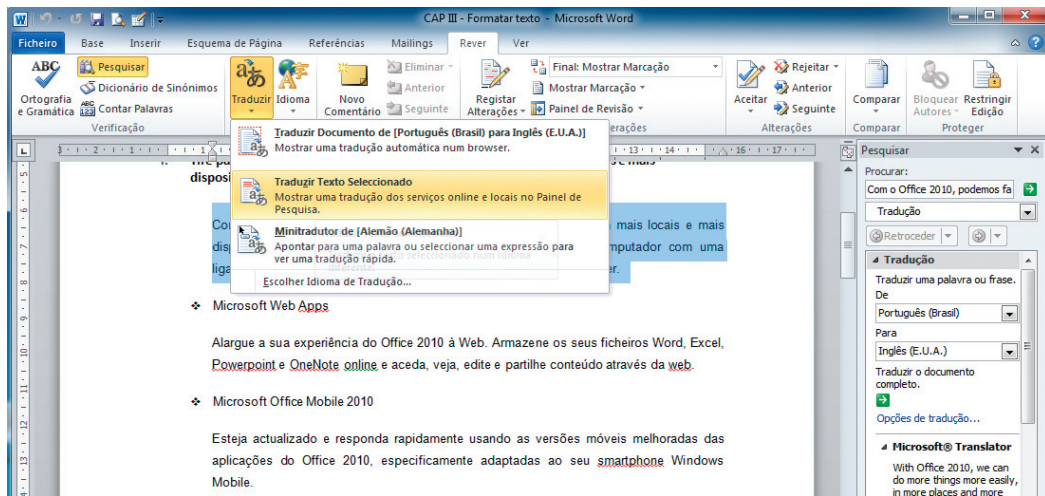 CAP III - Formatar texto - Microsoft Word
Ficheiro Base Inserir Esquema de Página Referências Mailings Rever Ver
ABC
Ortografia
e Gramática
Pesquisar
Dicionário de Sinónimos
Contar Palavras
Verificação
Traduzir
Idioma
Novo
Comentário
Eliminar
Anterior
Seguinte
Registar
Alterações
Final: Mostrar Marcação
Mostrar Marcação
Painel de Revisão
erações
Aceitar
Rejeitar
Anterior
Seguinte
Alterações
Comparar
Comparar
Bloquear
Autores
Restringir
Edição
Proteger
Traduzir Documento de [Português (Brasil) para Inglês (E.U.A.)]
Mostrar uma tradução automática num browser.
Traduzir Texto Seleccionado
Mostrar uma tradução dos serviços online e locais no Painel de
Pesquisa.
Minitradutor de [Alemão (Alemanha)]
Apontar para uma palavra ou seleccionar uma expressão para
ver uma tradução rápida.
Escolher Idioma de Tradução...
disposi
mais locais e mais
mputador com uma
liga
❖ Microsoft Web Apps
Alargue a sua experiência do Office 2010 à Web. Armazene os seus ficheiros Word, Excel,
Powerpoint e OneNote online e aceda, veja, edite e partilhe conteúdo através da web.
❖ Microsoft Office Mobile 2010
Esteja actualizado e responda rapidamente usando as versões móveis melhoradas das
aplicações do Office 2010, especificamente adaptadas ao seu smartphone Windows
Mobile.
Pesquisar
Procurar:
Com o Office 2010, podemos fa
Tradução
Retroceder
Tradução
Traduzir uma palavra ou frase.
De
Português (Brasil)
Para
Inglês (E.U.A.)
Traduzir o documento
completo.
Opções de tradução...
Microsoft® Translator
With Office 2010, we can
do more things more easily,
in more places and more